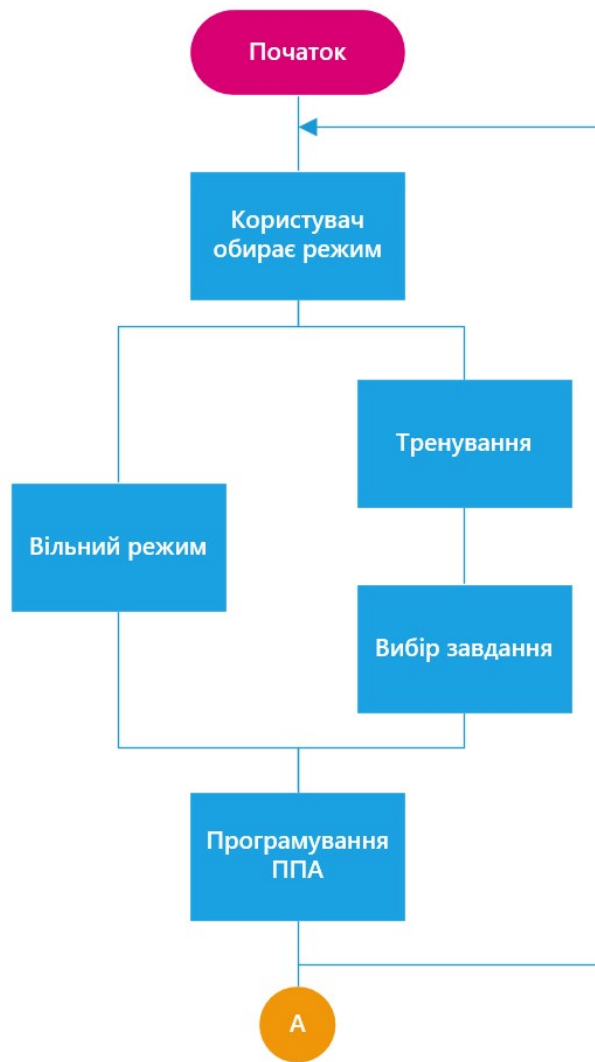 Початок
Користувач
обирає режим
Тренування
Вільний режим
Вибір завдання
Програмування
ППА
А